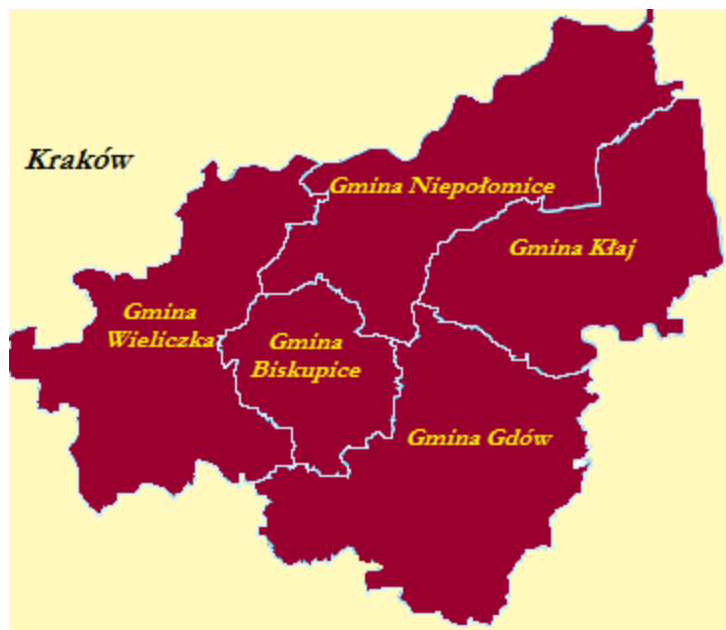 Kraków
Gmina Niepołomice
Gmina Kłaj
Gmina
Wieliczka
Gmina
Biskupice
Gmina Gdów